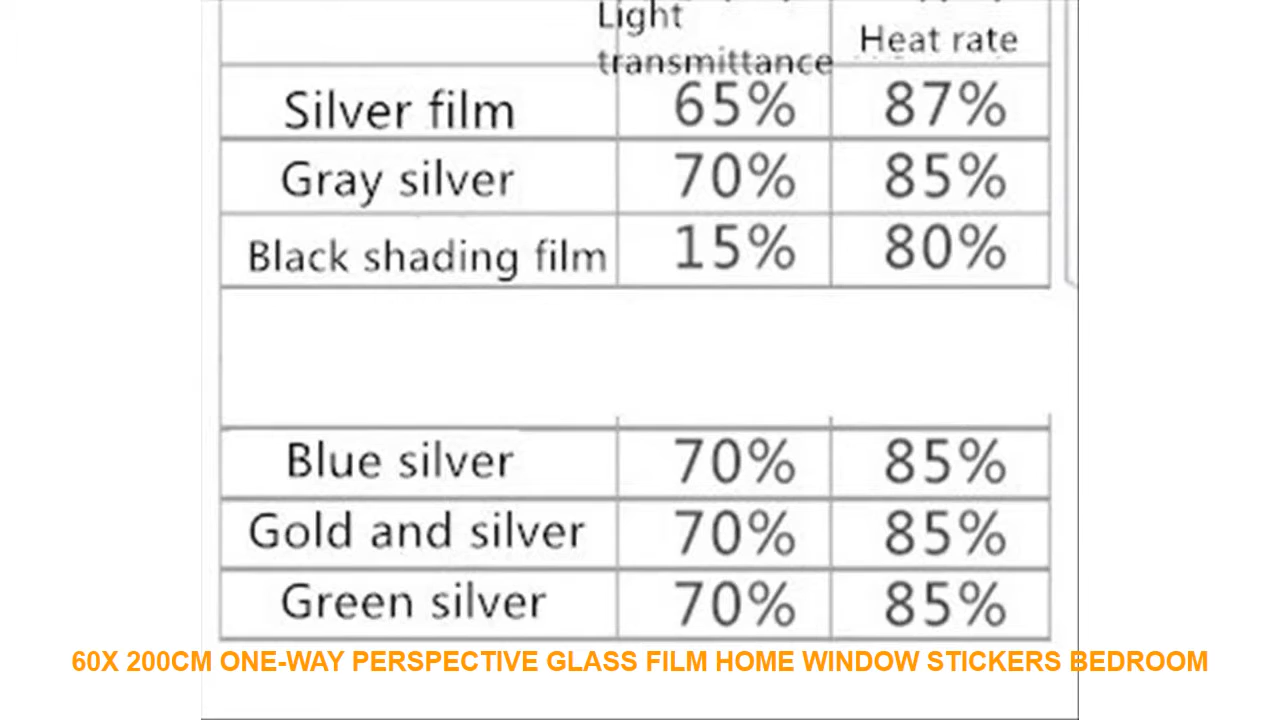 Light
transmittance
Heat rate
Silver film 65% 87%
Gray silver 70% 85%
Black shading film 15% 80%
Blue silver 70% 85%
Gold and silver 70% 85%
Green silver 70% 85%
60X 200CM ONE-WAY PERSPECTIVE GLASS FILM HOME WINDOW STICKERS BEDROOM